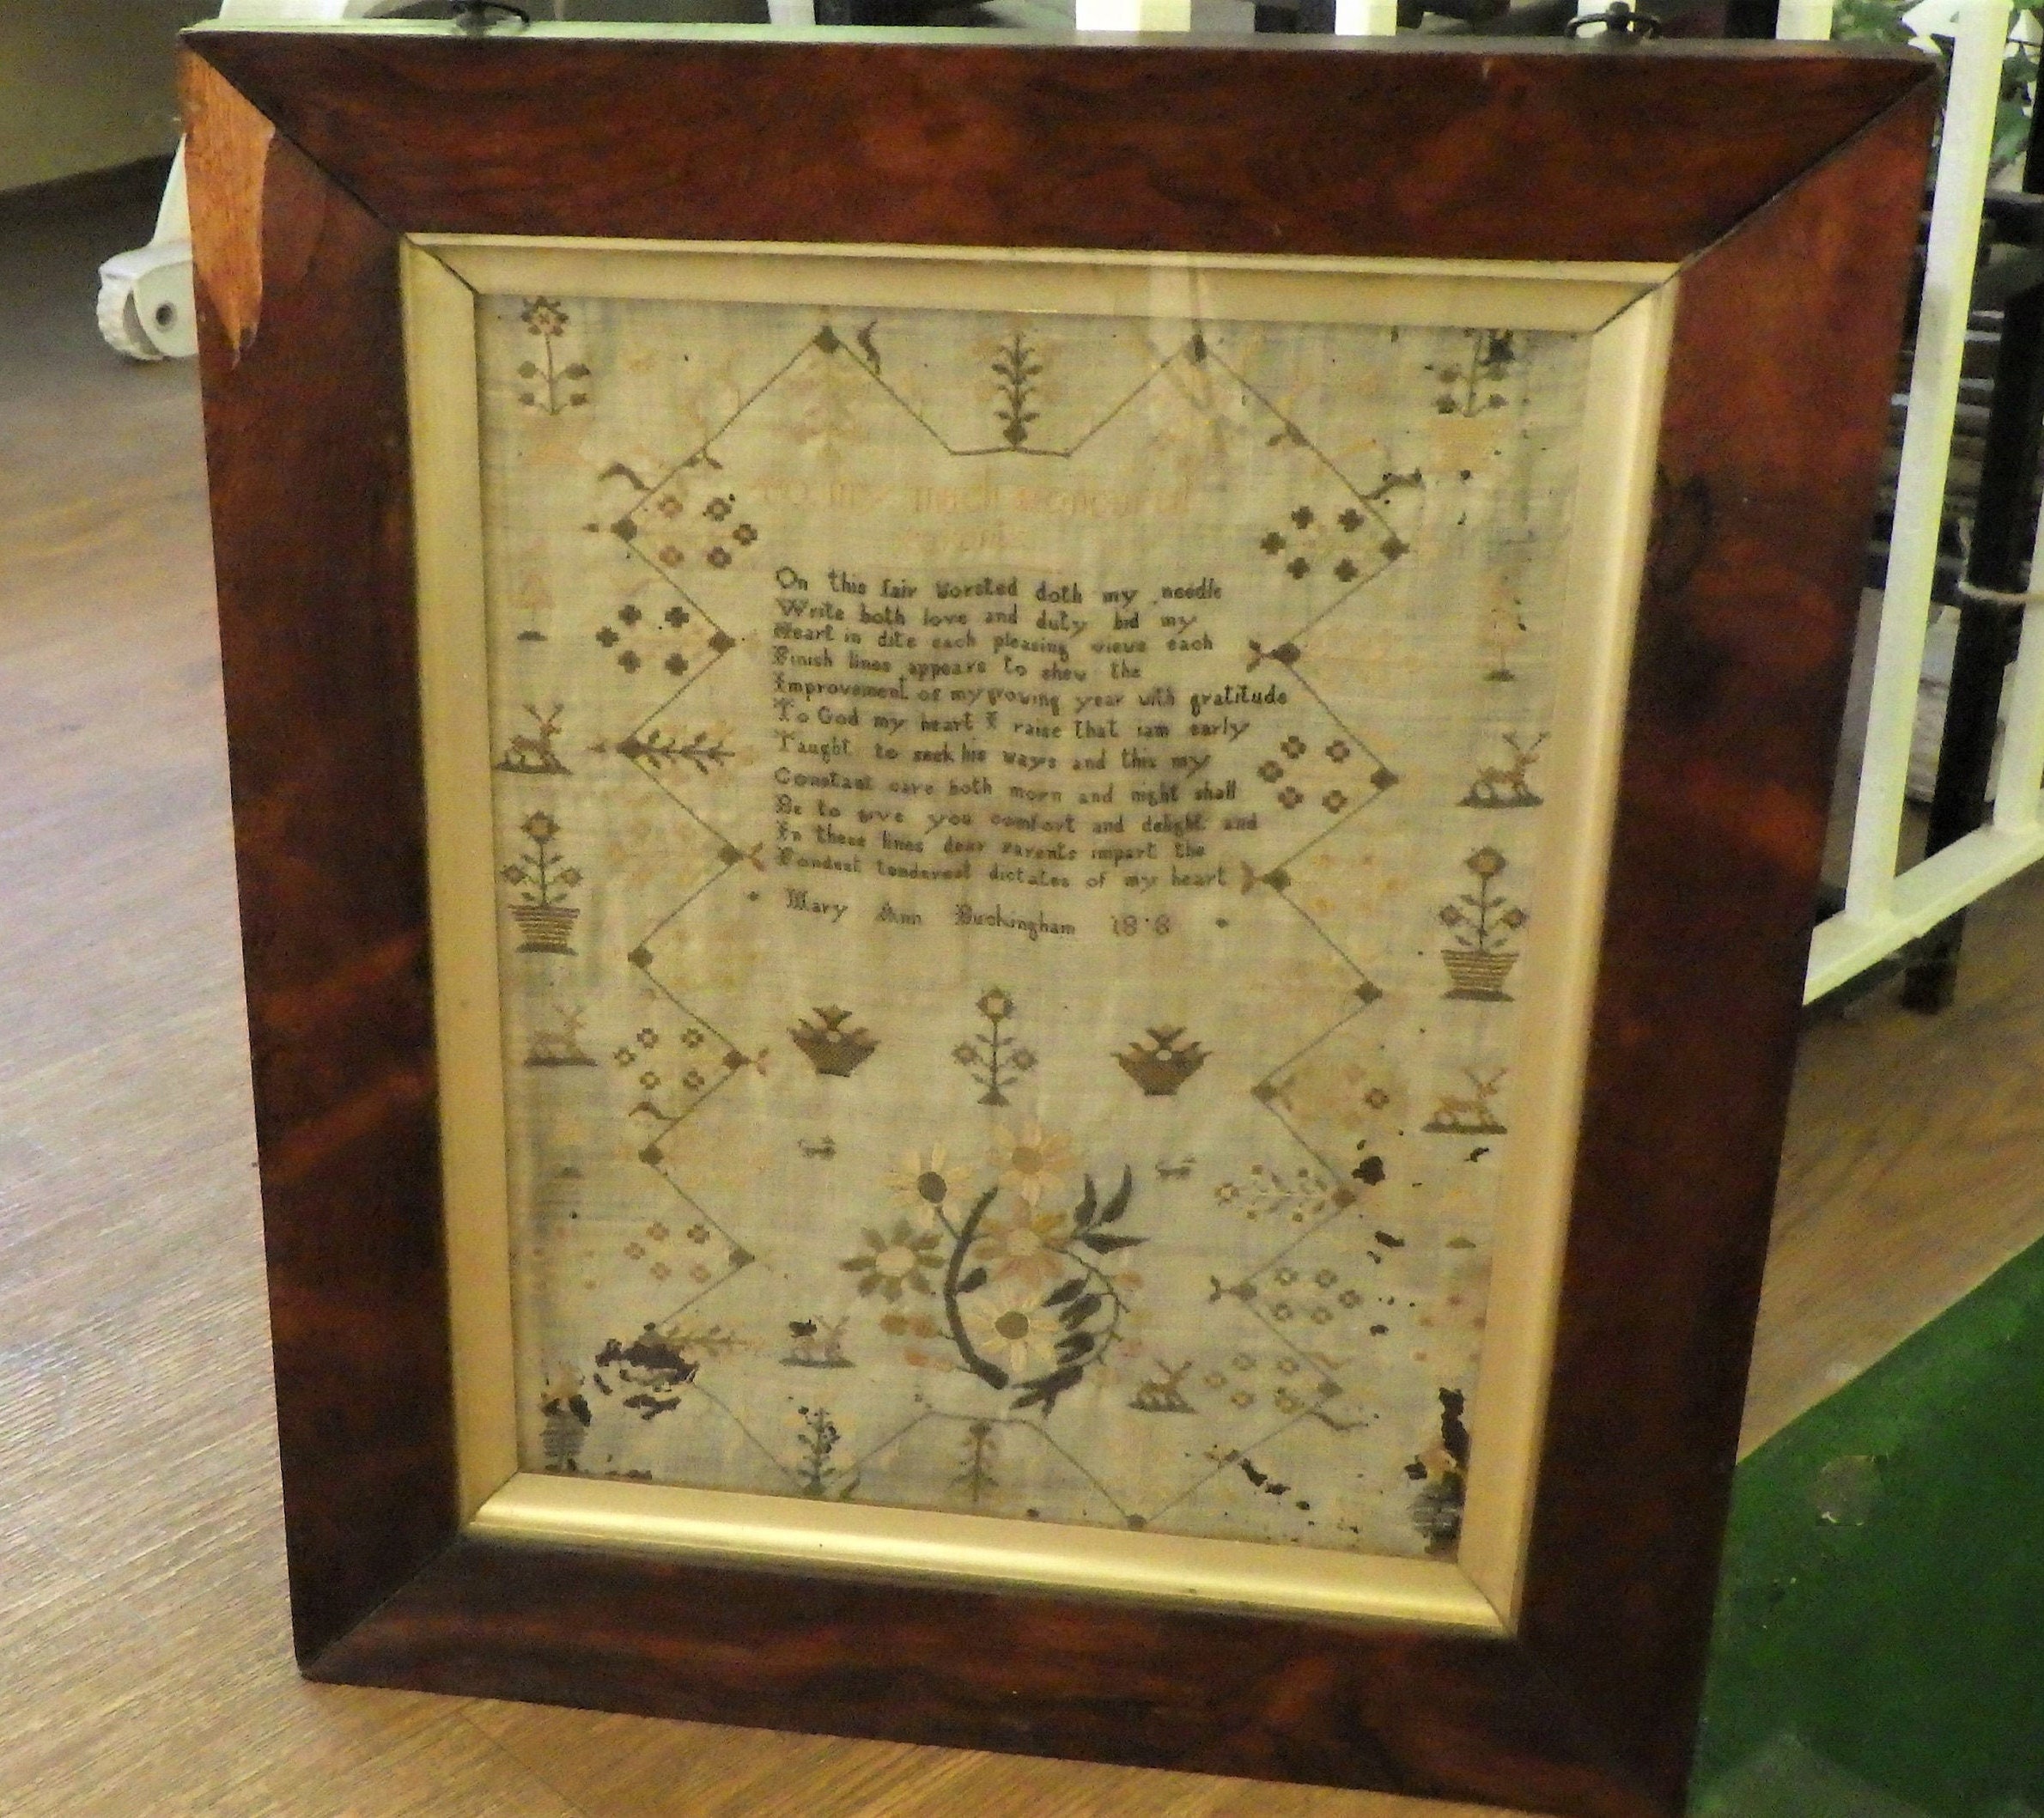 to my much
On this fair worsted doth my needle
Write both love and duty bid my
Heart in dite each pleasing views each
Finish lines appears to shew the
Improvement of my growing year with gratitude
To God my heart I raise that iam early
Taught to seek his ways and this my
Constant care both morn and night shall
Be to give you comfort and delight and
In these lines dear Parents impart the
Fondest tenderest dictates of my heart
Mary Ann Buckingham